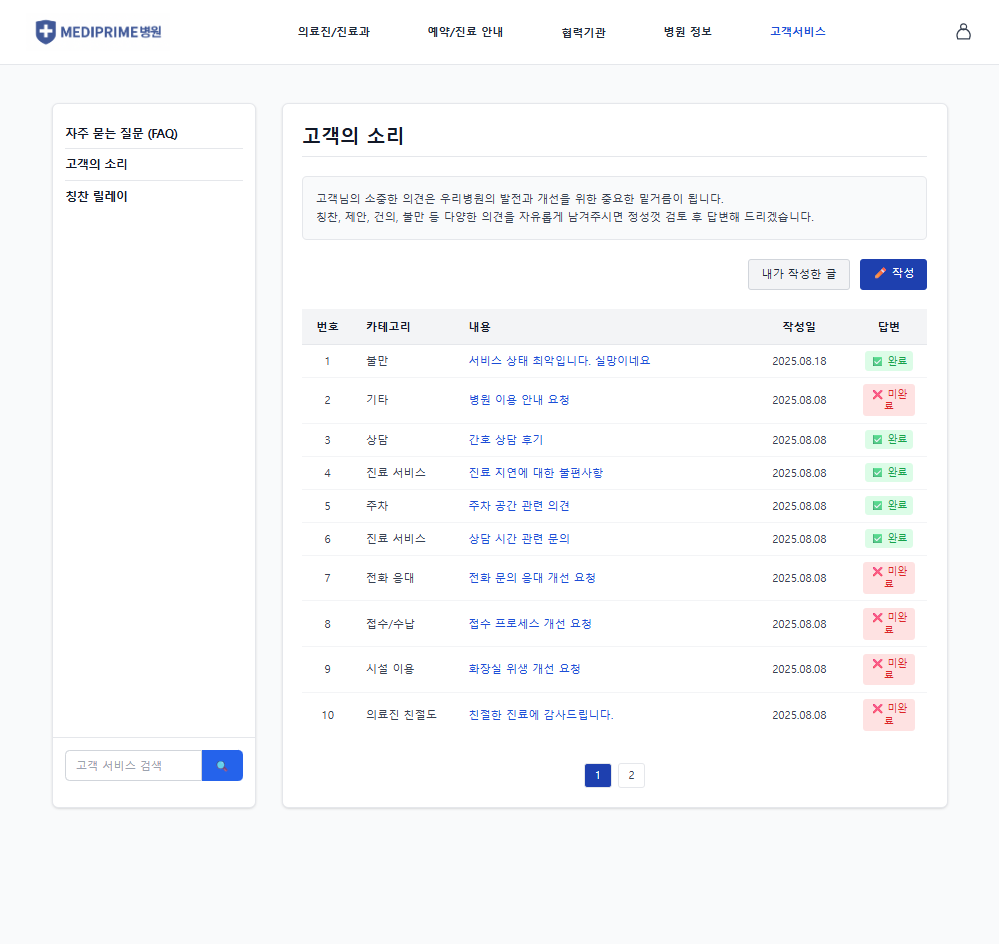 MEDIPRIME병원
의료진/진료과 예약/진료 안내 협력기관 병원 정보 고객서비스
자주 묻는 질문 (FAQ)
고객의 소리
칭찬 릴레이
고객 서비스 검색
고객의 소리
고객님의 소중한 의견은 우리병원의 발전과 개선을 위한 중요한 밑거름이 됩니다.
칭찬, 제안, 건의, 불만 등 다양한 의견을 자유롭게 남겨주시면 정성껏 검토 후 답변해 드리겠습니다.
내가 작성한 글 작성
번호 카테고리 내용 작성일 답변
1 불만 서비스 상태 최악입니다. 실망이네요 2025.08.18 완료
2 기타 병원 이용 안내 요청 2025.08.08 미완료
3 상담 간호 상담 후기 2025.08.08 완료
4 진료 서비스 진료 지연에 대한 불편사항 2025.08.08 완료
5 주차 주차 공간 관련 의견 2025.08.08 완료
6 진료 서비스 상담 시간 관련 문의 2025.08.08 완료
7 전화 응대 전화 문의 응대 개선 요청 2025.08.08 미완료
8 접수/수납 접수 프로세스 개선 요청 2025.08.08 미완료
9 시설 이용 화장실 위생 개선 요청 2025.08.08 미완료
10 의료진 친절도 친절한 진료에 감사드립니다. 2025.08.08 미완료
1 2